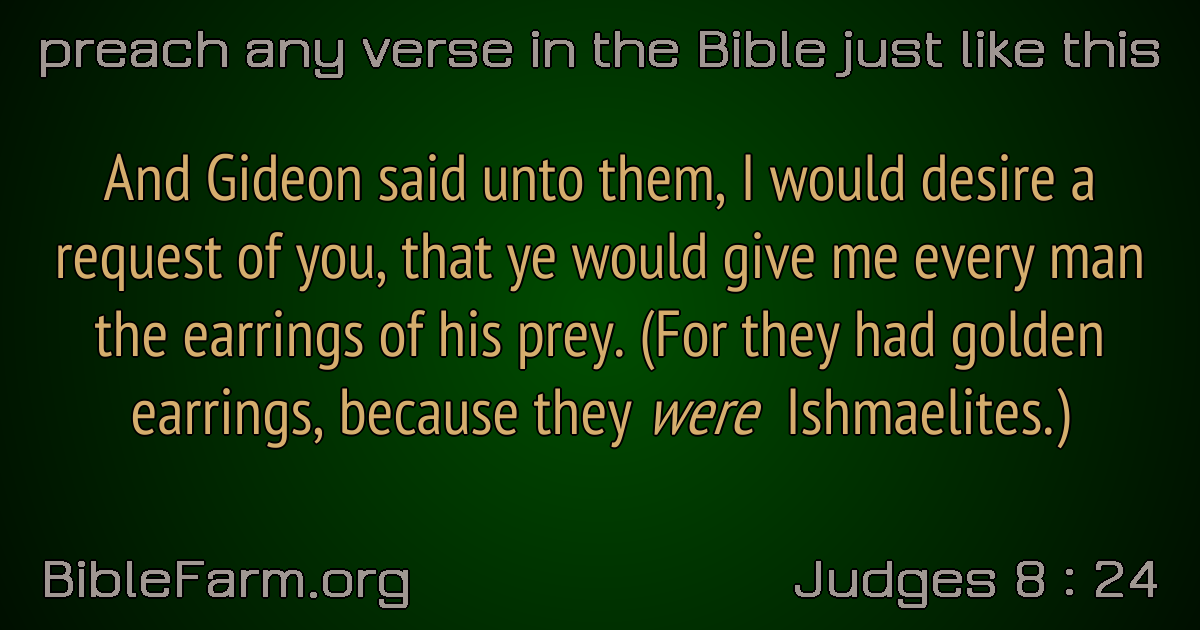 preach any verse in the Bible just like this
And Gideon said unto them, I would desire a
request of you, that ye would give me every man
the earrings of his prey. (For they had golden
earrings, because they were Ishmaelites.)
BibleFarm.org
Judges 8 : 24